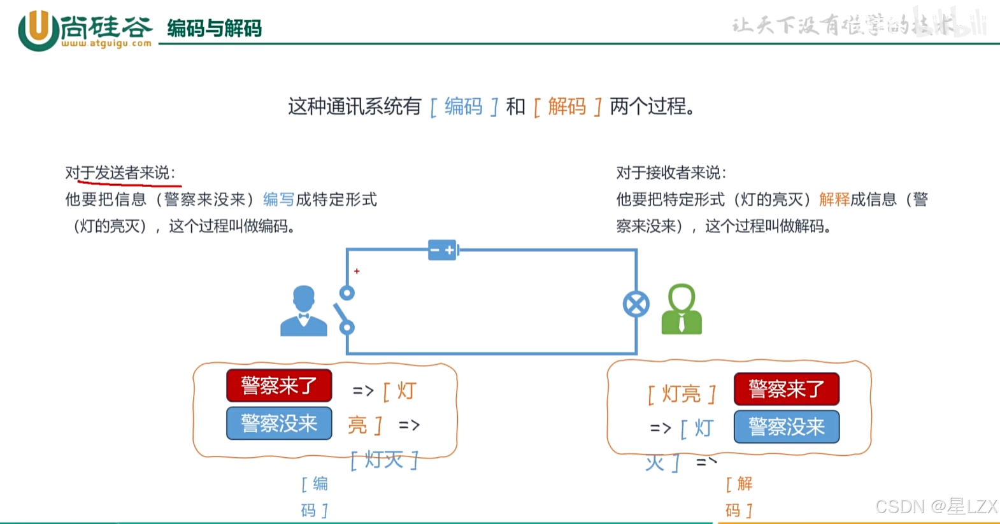 尚硅谷
www.atguigu.com
编码与解码
让天下没有难学的技术
bilibili
这种通讯系统有 [ 编码 ] 和 [ 解码 ] 两个过程。
对于发送者来说：
他要把信息（警察来没来）编写成特定形式
（灯的亮灭），这个过程叫做编码。
对于接收者来说：
他要把特定形式（灯的亮灭）解释成信息（警
察来没来），这个过程叫做解码。
- +
+
警察来了
警察没来
=> [ 灯
亮 ] =>
[ 灯灭 ]
[ 编
码 ]
[ 灯亮 ]
=> [ 灯
灭 ] =>
警察来了
警察没来
[ 解
码 ]
CSDN @星LZX